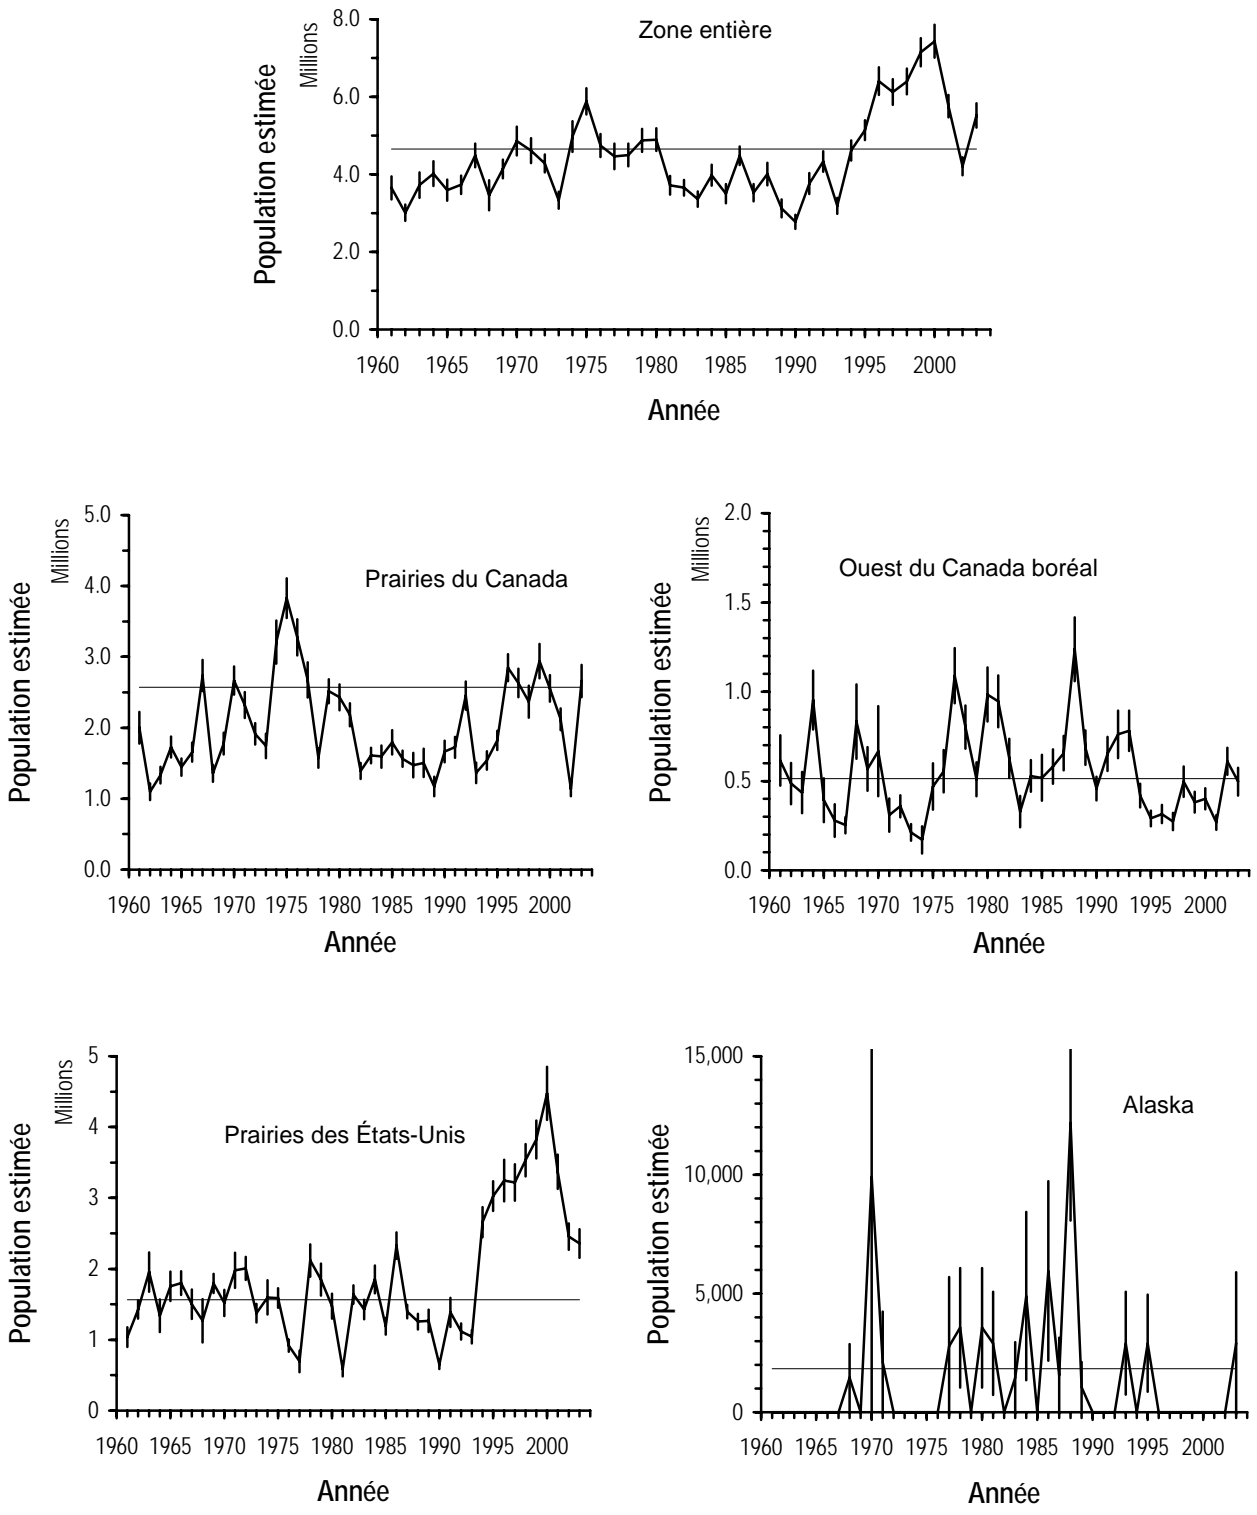 Zone entière
Millions
Population estimée
8.0
6.0
4.0
2.0
0.0
1960 1965 1970 1975 1980 1985 1990 1995 2000
Année
Prairies du Canada
Millions
Population estimée
5.0
4.0
3.0
2.0
1.0
0.0
1960 1965 1970 1975 1980 1985 1990 1995 2000
Année
Ouest du Canada boréal
Millions
Population estimée
2.0
1.5
1.0
0.5
0.0
1960 1965 1970 1975 1980 1985 1990 1995 2000
Année
Prairies des États-Unis
Millions
Population estimée
5
4
3
2
1
0
1960 1965 1970 1975 1980 1985 1990 1995 2000
Année
Alaska
Population estimée
15,000
10,000
5,000
0
1960 1965 1970 1975 1980 1985 1990 1995 2000
Année